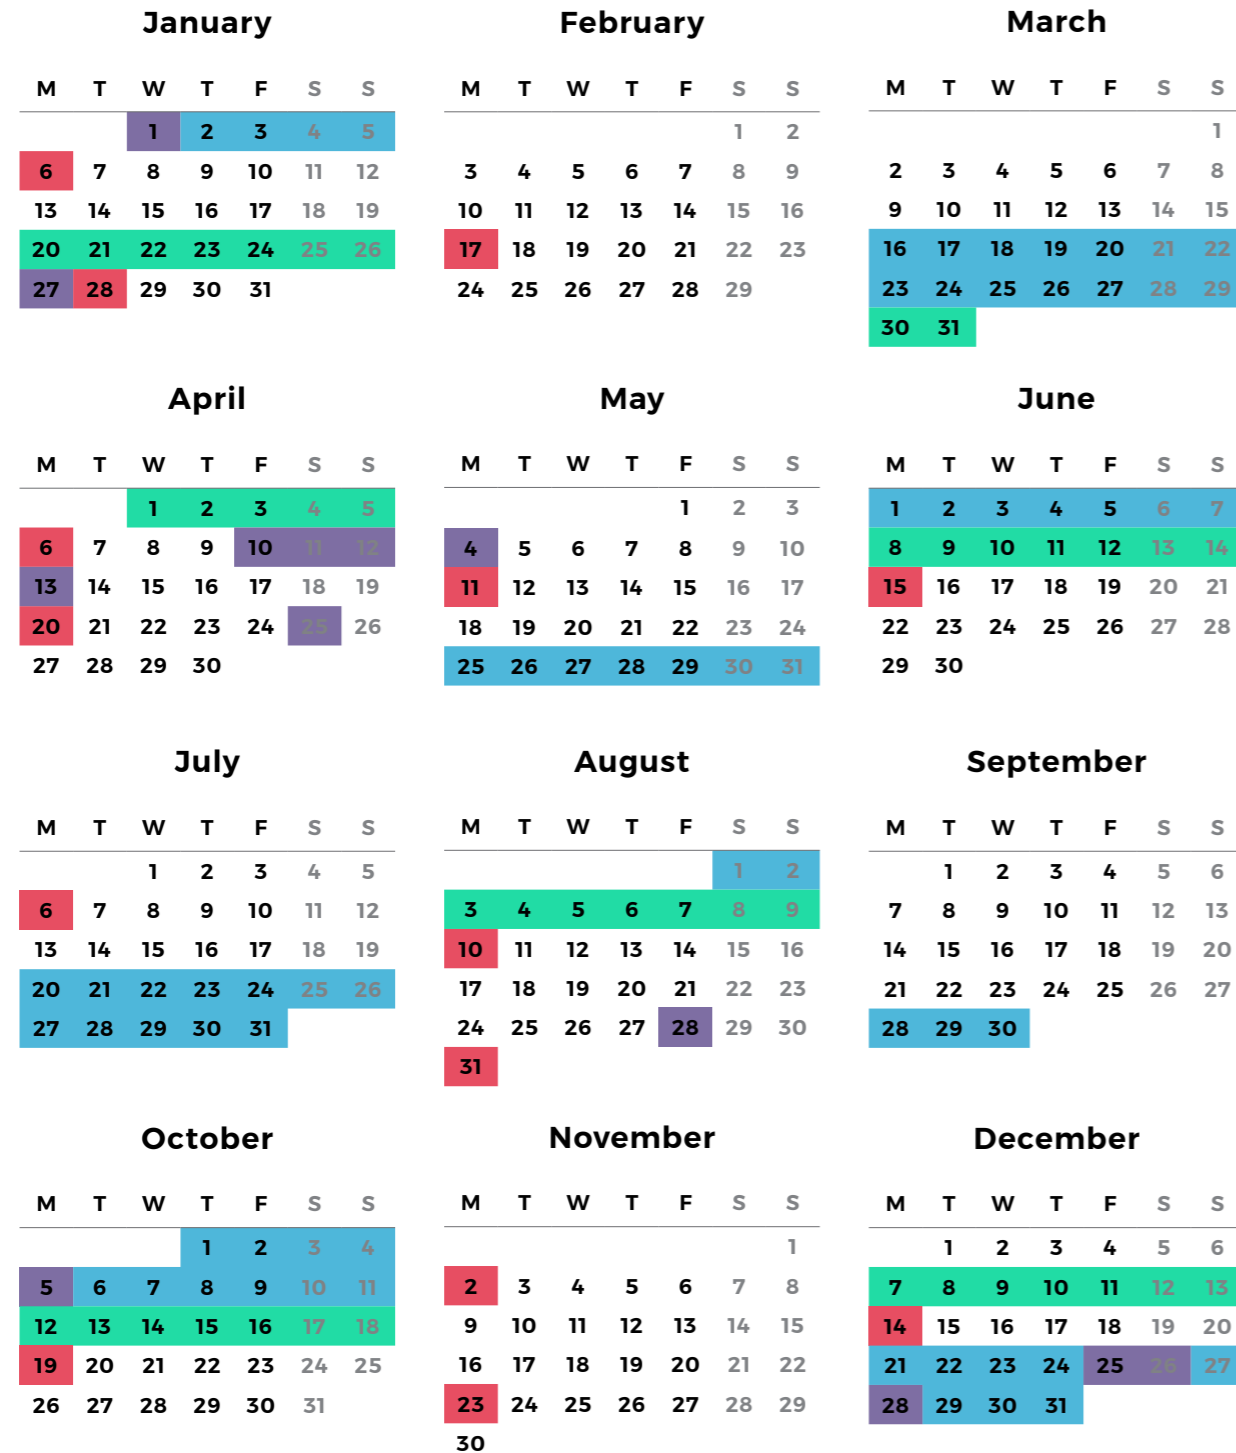 January
M T W T F S S
1 2 3 4 5
6 7 8 9 10 11 12
13 14 15 16 17 18 19
20 21 22 23 24 25 26
27 28 29 30 31
February
M T W T F S S
1 2
3 4 5 6 7 8 9
10 11 12 13 14 15 16
17 18 19 20 21 22 23
24 25 26 27 28 29
March
M T W T F S S
1
2 3 4 5 6 7 8
9 10 11 12 13 14 15
16 17 18 19 20 21 22
23 24 25 26 27 28 29
30 31
April
M T W T F S S
1 2 3 4 5
6 7 8 9 10 11 12
13 14 15 16 17 18 19
20 21 22 23 24 25 26
27 28 29 30
May
M T W T F S S
1 2 3
4 5 6 7 8 9 10
11 12 13 14 15 16 17
18 19 20 21 22 23 24
25 26 27 28 29 30 31
June
M T W T F S S
1 2 3 4 5 6 7
8 9 10 11 12 13 14
15 16 17 18 19 20 21
22 23 24 25 26 27 28
29 30
July
M T W T F S S
1 2 3 4 5
6 7 8 9 10 11 12
13 14 15 16 17 18 19
20 21 22 23 24 25 26
27 28 29 30 31
August
M T W T F S S
1 2
3 4 5 6 7 8 9
10 11 12 13 14 15 16
17 18 19 20 21 22 23
24 25 26 27 28 29 30
31
September
M T W T F S S
1 2 3 4 5 6
7 8 9 10 11 12 13
14 15 16 17 18 19 20
21 22 23 24 25 26 27
28 29 30
October
M T W T F S S
1 2 3 4
5 6 7 8 9 10 11
12 13 14 15 16 17 18
19 20 21 22 23 24 25
26 27 28 29 30 31
November
M T W T F S S
1
2 3 4 5 6 7 8
9 10 11 12 13 14 15
16 17 18 19 20 21 22
23 24 25 26 27 28 29
30
December
M T W T F S S
1 2 3 4 5 6
7 8 9 10 11 12 13
14 15 16 17 18 19 20
21 22 23 24 25 26 27
28 29 30 31